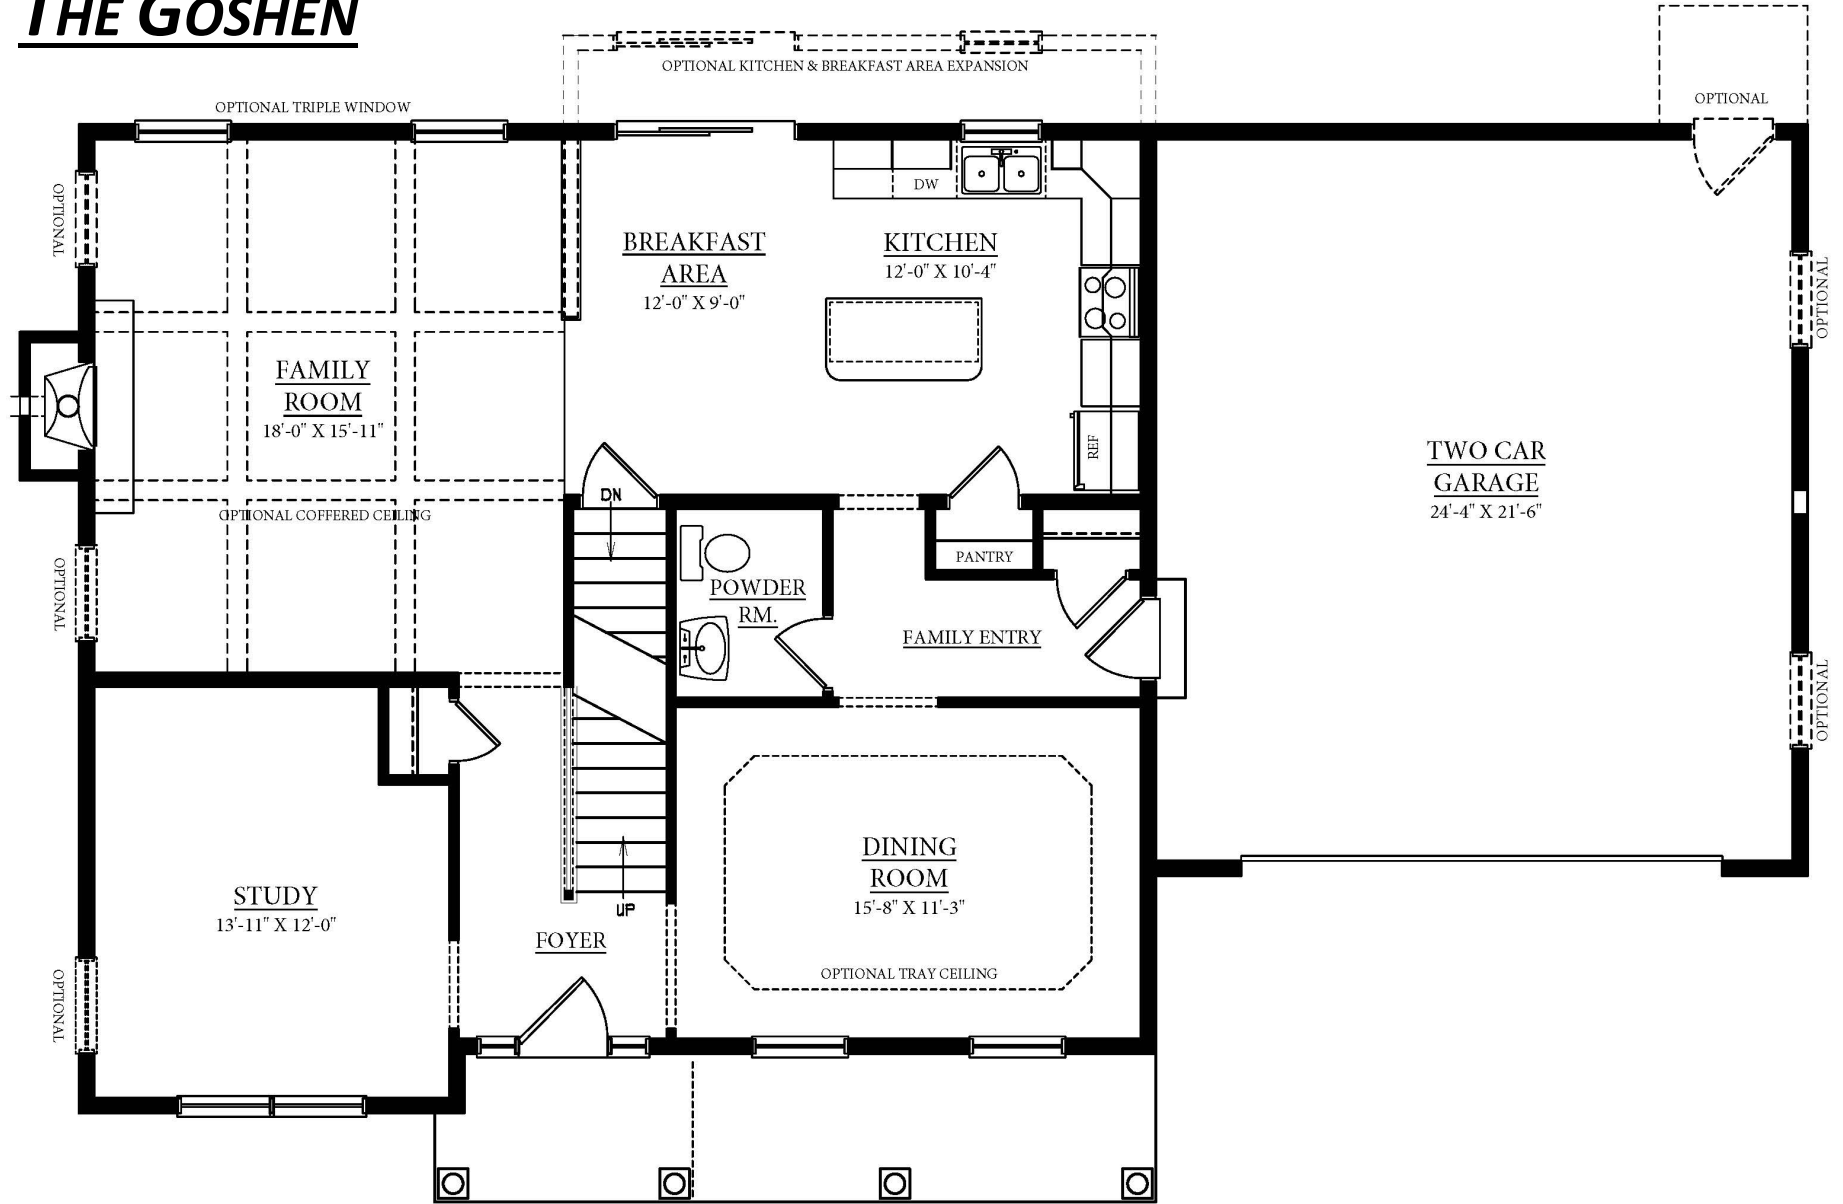 THE GOSHEN
OPTIONAL KITCHEN & BREAKFAST AREA EXPANSION
OPTIONAL TRIPLE WINDOW
OPTIONAL
OPTIONAL
DW
BREAKFAST
AREA
12'-0" X 9'-0"
KITCHEN
12'-0" X 10'-4"
OPTIONAL
FAMILY
ROOM
18'-0" X 15'-11"
REF
TWO CAR
GARAGE
24'-4" X 21'-6"
OPTIONAL COFFERED CEILING
DN
PANTRY
OPTIONAL
POWDER
RM.
FAMILY ENTRY
OPTIONAL
DINING
ROOM
15'-8" X 11'-3"
STUDY
13'-11" X 12'-0"
UP
FOYER
OPTIONAL TRAY CEILING
OPTIONAL